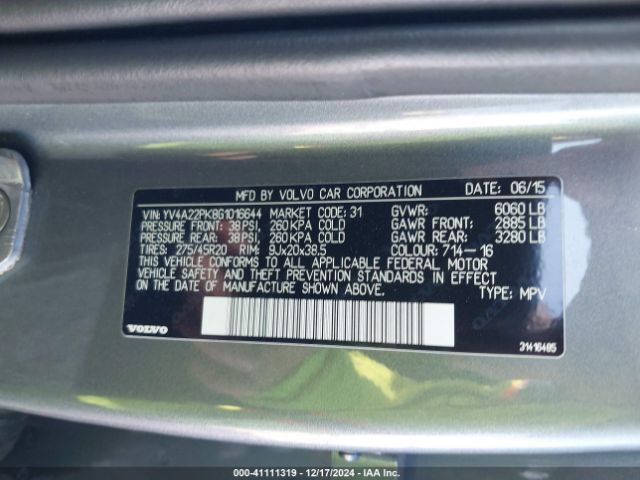 MFD BY VOLVO CAR CORPORATION DATE: 06/15
VIN: YV4A22PK8G1016644 MARKET CODE: 31 GVWR: 6060 LB
PRESSURE FRONT: 38 PSI, 260 KPA COLD GAWR FRONT: 2885 LB
PRESSURE REAR: 38 PSI, 260 KPA COLD GAWR REAR: 3280 LB
TIRES: 275/45R20 RIMS: 9Jx20x38.5 COLOUR: 714-16
THIS VEHICLE CONFORMS TO ALL APPLICABLE FEDERAL MOTOR
VEHICLE SAFETY AND THEFT PREVENTION STANDARDS IN EFFECT
ON THE DATE OF MANUFACTURE SHOWN ABOVE. TYPE: MPV
VOLVO 31416485
000-41111319 - 12/17/2024 - IAA Inc.